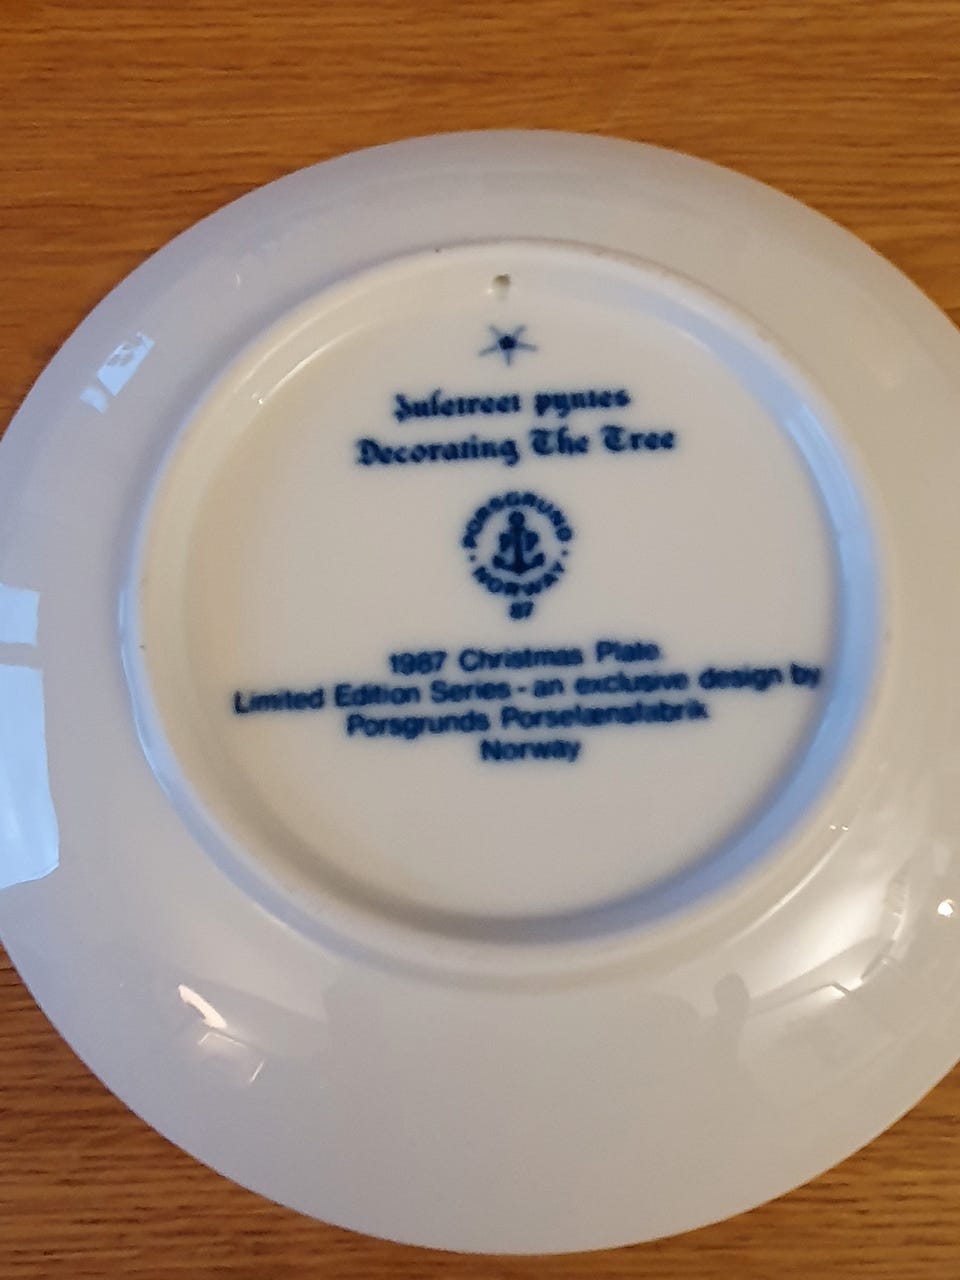 Juletreet pyntes
Decorating The Tree
PORSGRUND
PP
· NORWAY ·
87
1987 Christmas Plate.
Limited Edition Series - an exclusive design by
Porsgrunds Porselænsfabrik
Norway